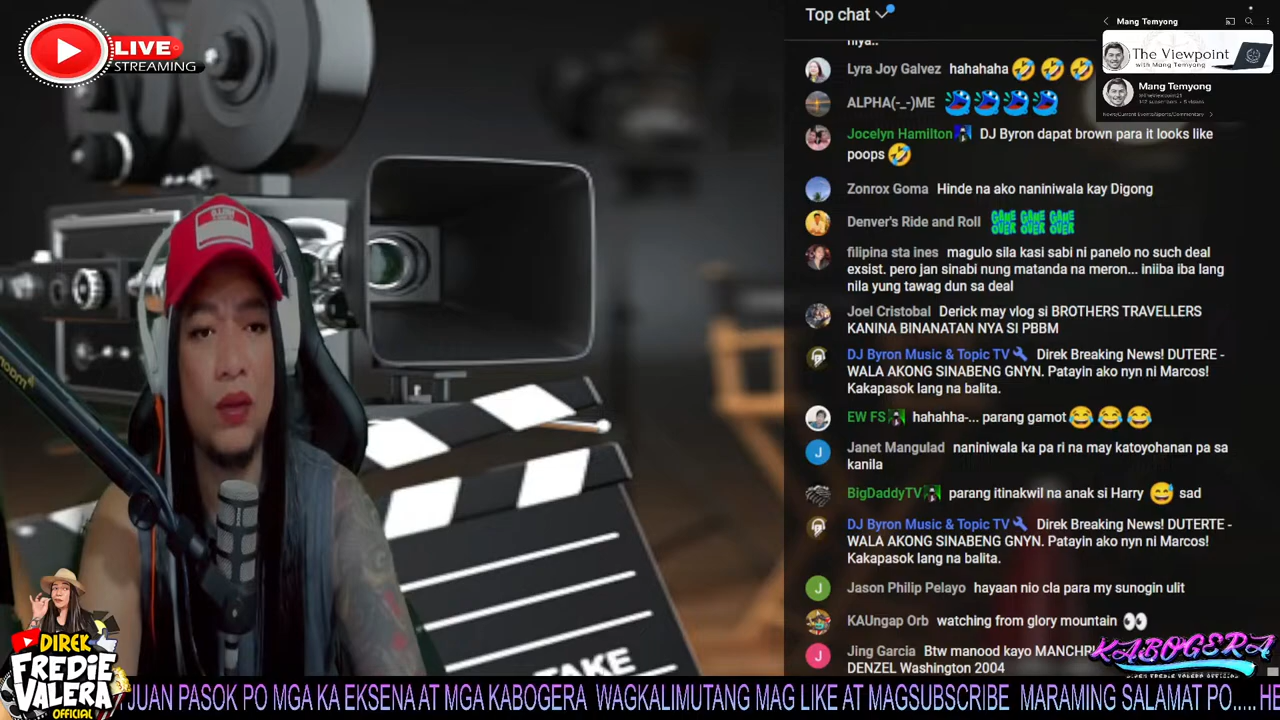 LIVE
STREAMING
Top chat
Mang Temyong
The Viewpoint
with Mang Temyong
Mang Temyong
niya..
Lyra Joy Galvez hahahaha 🤣 🤣 🤣
ALPHA(-_-)ME
Jocelyn Hamilton DJ Byron dapat brown para it looks like
poops 🤣
Zonrox Goma Hinde na ako naniniwala kay Digong
Denver's Ride and Roll GAME OVER GAME OVER GAME OVER
filipina sta ines magulo sila kasi sabi ni panelo no such deal
exsist. pero jan sinabi nung matanda na meron... iniiba iba lang
nila yung tawag dun sa deal
Joel Cristobal Derick may vlog si BROTHERS TRAVELLERS
KANINA BINANATAN NYA SI PBBM
DJ Byron Music & Topic TV 🔧 Direk Breaking News! DUTERE -
WALA AKONG SINABENG GNYN. Patayin ako nyn ni Marcos!
Kakapasok lang na balita.
EW FS hahahha-... parang gamot 😂 😂 😂
J Janet Mangulad naniniwala ka pa ri na may katoyohanan pa sa
kanila
BigDaddyTV parang itinakwil na anak si Harry 😅 sad
DJ Byron Music & Topic TV 🔧 Direk Breaking News! DUTERTE -
WALA AKONG SINABENG GNYN. Patayin ako nyn ni Marcos!
Kakapasok lang na balita.
J Jason Philip Pelayo hayaan nio cla para my sunogin ulit
KAUngap Orb watching from glory mountain 👀
J Jing Garcia Btw manood kayo
DENZEL Washington 2004
KABOGERA
TAKE
DIREK
FREDIE
VALERA
OFFICIAL
JUAN PASOK PO MGA KA EKSENA AT MGA KABOGERA WAGKALIMUTANG MAG LIKE AT MAGSUBSCRIBE MARAMING SALAMAT PO..... HE